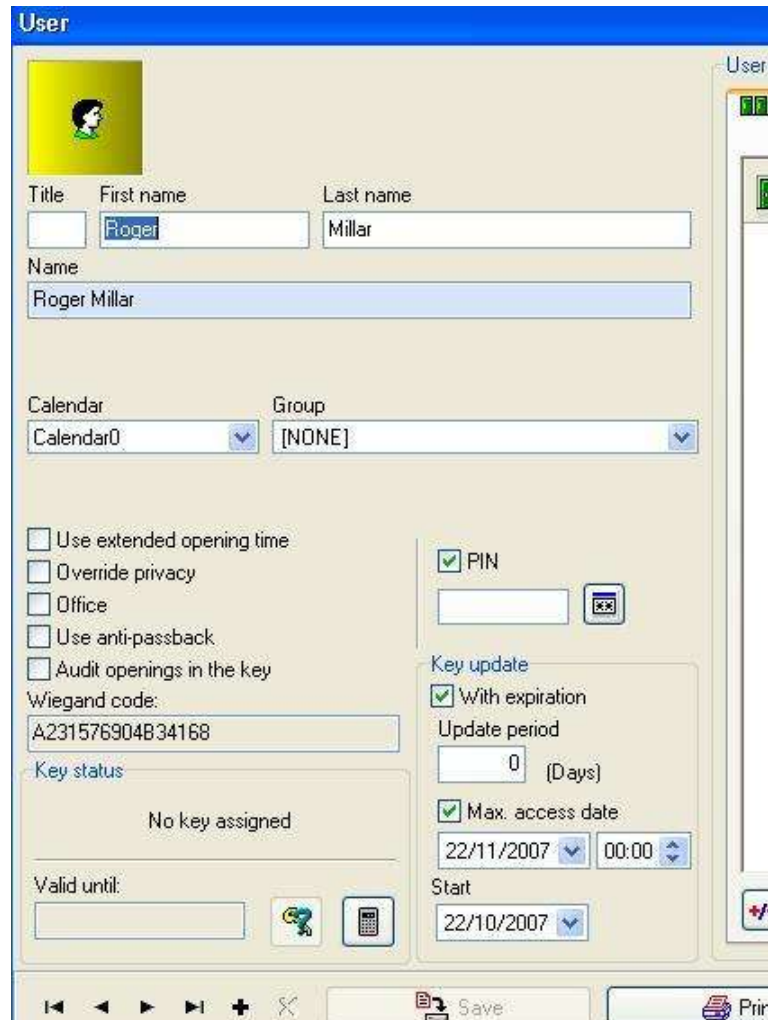 User
User
Title First name Last name
Roger Millar
Name
Roger Millar
Calendar Group
Calendar0 [NONE]
Use extended opening time
Override privacy
Office
Use anti-passback
Audit openings in the key
PIN
Wiegand code:
A231576904B34168
Key status
No key assigned
Valid until:
Key update
With expiration
Update period
0 (Days)
Max. access date
22/11/2007 00:00
Start
22/10/2007
+/
Save Prin